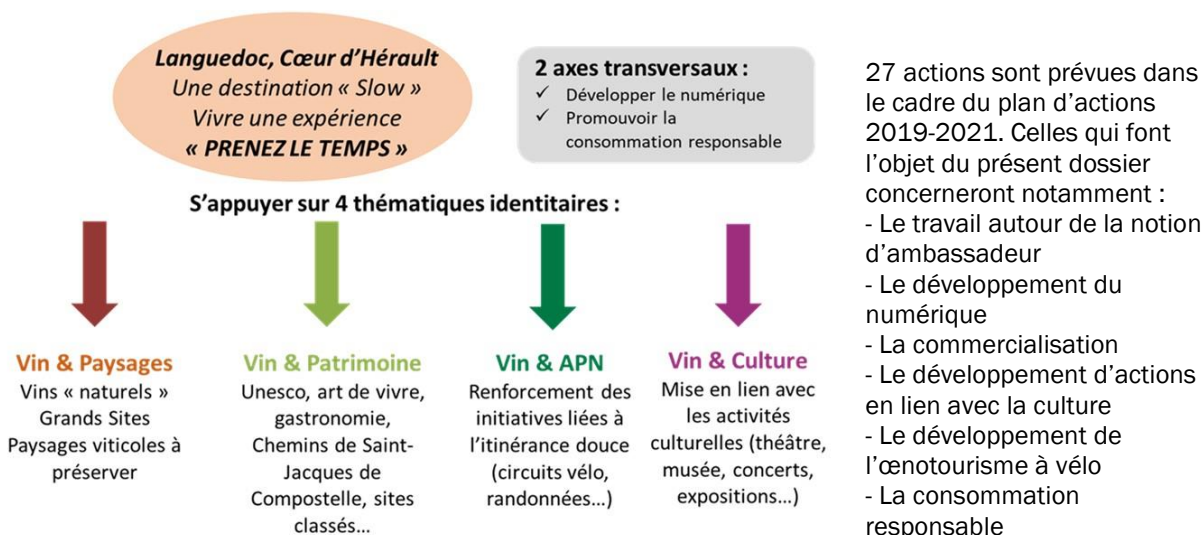 Languedoc, Cœur d'Hérault
Une destination « Slow »
Vivre une expérience
« PRENEZ LE TEMPS »
2 axes transversaux :
✓ Développer le numérique
✓ Promouvoir la
consommation responsable
S'appuyer sur 4 thématiques identitaires :
Vin & Paysages
Vins « naturels »
Grands Sites
Paysages viticoles à
préserver
Vin & Patrimoine
Unesco, art de vivre,
gastronomie,
Chemins de Saint-
Jacques de
Compostelle, sites
classés…
Vin & APN
Renforcement des
initiatives liées à
l'itinérance douce
(circuits vélo,
randonnées…)
Vin & Culture
Mise en lien avec
les activités
culturelles (théâtre,
musée, concerts,
expositions…)
27 actions sont prévues dans
le cadre du plan d'actions
2019-2021. Celles qui font
l'objet du présent dossier
concerneront notamment :
- Le travail autour de la notion
d'ambassadeur
- Le développement du
numérique
- La commercialisation
- Le développement d'actions
en lien avec la culture
- Le développement de
l'œnotourisme à vélo
- La consommation
responsable